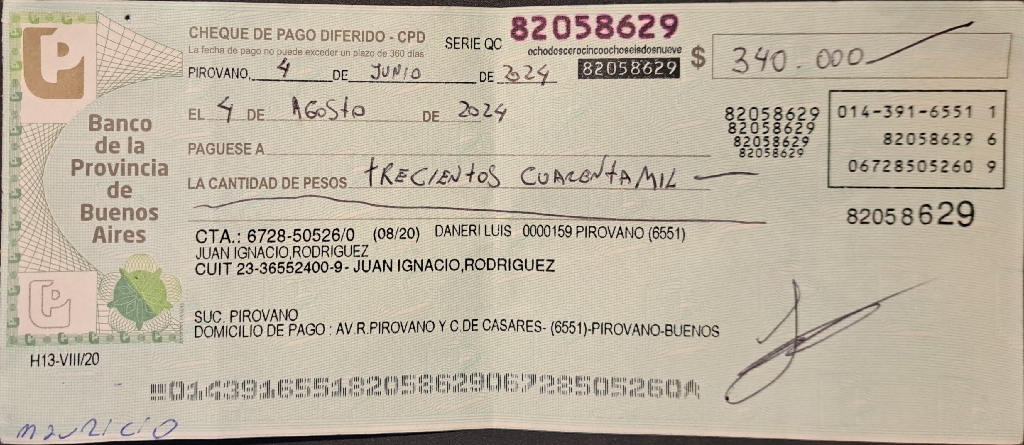 CHEQUE DE PAGO DIFERIDO - CPD
La fecha de pago no puede exceder un plazo de 360 días
SERIE QC 82058629
ochodoscerocincoochoseisdosnueve
82058629
$ 340.000
PIROVANO, 4 DE JUNIO DE 2024
EL 4 DE AGOSTO DE 2024
PAGUESE A
LA CANTIDAD DE PESOS TRECIENTOS CUARENTA MIL
82058629
82058629
82058629
82058629
014-391-6551 1
82058629 6
06728505260 9
82058629
Banco
de la
Provincia
de
Buenos
Aires
CTA.: 6728-50526/0 (08/20) DANERI LUIS 0000159 PIROVANO (6551)
JUAN IGNACIO,RODRIGUEZ
CUIT 23-36552400-9- JUAN IGNACIO,RODRIGUEZ
SUC. PIROVANO
DOMICILIO DE PAGO : AV.R.PIROVANO Y C.DE CASARES- (6551)-PIROVANO-BUENOS
H13-VIII/20
01439165518205862906728505260
MAURICIO